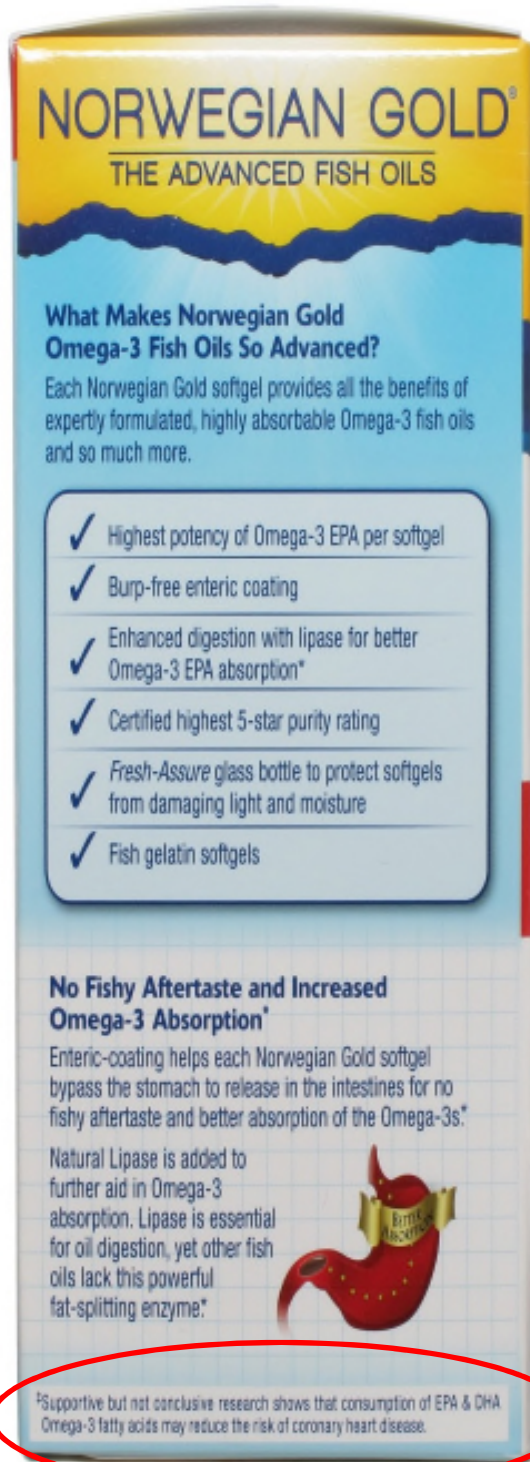 NORWEGIAN GOLD®
THE ADVANCED FISH OILS
What Makes Norwegian Gold
Omega-3 Fish Oils So Advanced?
Each Norwegian Gold softgel provides all the benefits of
expertly formulated, highly absorbable Omega-3 fish oils
and so much more.
✓ Highest potency of Omega-3 EPA per softgel
✓ Burp-free enteric coating
✓ Enhanced digestion with lipase for better
Omega-3 EPA absorption*
✓ Certified highest 5-star purity rating
✓ Fresh-Assure glass bottle to protect softgels
from damaging light and moisture
✓ Fish gelatin softgels
No Fishy Aftertaste and Increased
Omega-3 Absorption*
Enteric-coating helps each Norwegian Gold softgel
bypass the stomach to release in the intestines for no
fishy aftertaste and better absorption of the Omega-3s.*
Natural Lipase is added to
further aid in Omega-3
absorption. Lipase is essential
for oil digestion, yet other fish
oils lack this powerful
fat-splitting enzyme.*
BETTER
ABSORPTION
‡Supportive but not conclusive research shows that consumption of EPA & DHA
Omega-3 fatty acids may reduce the risk of coronary heart disease.